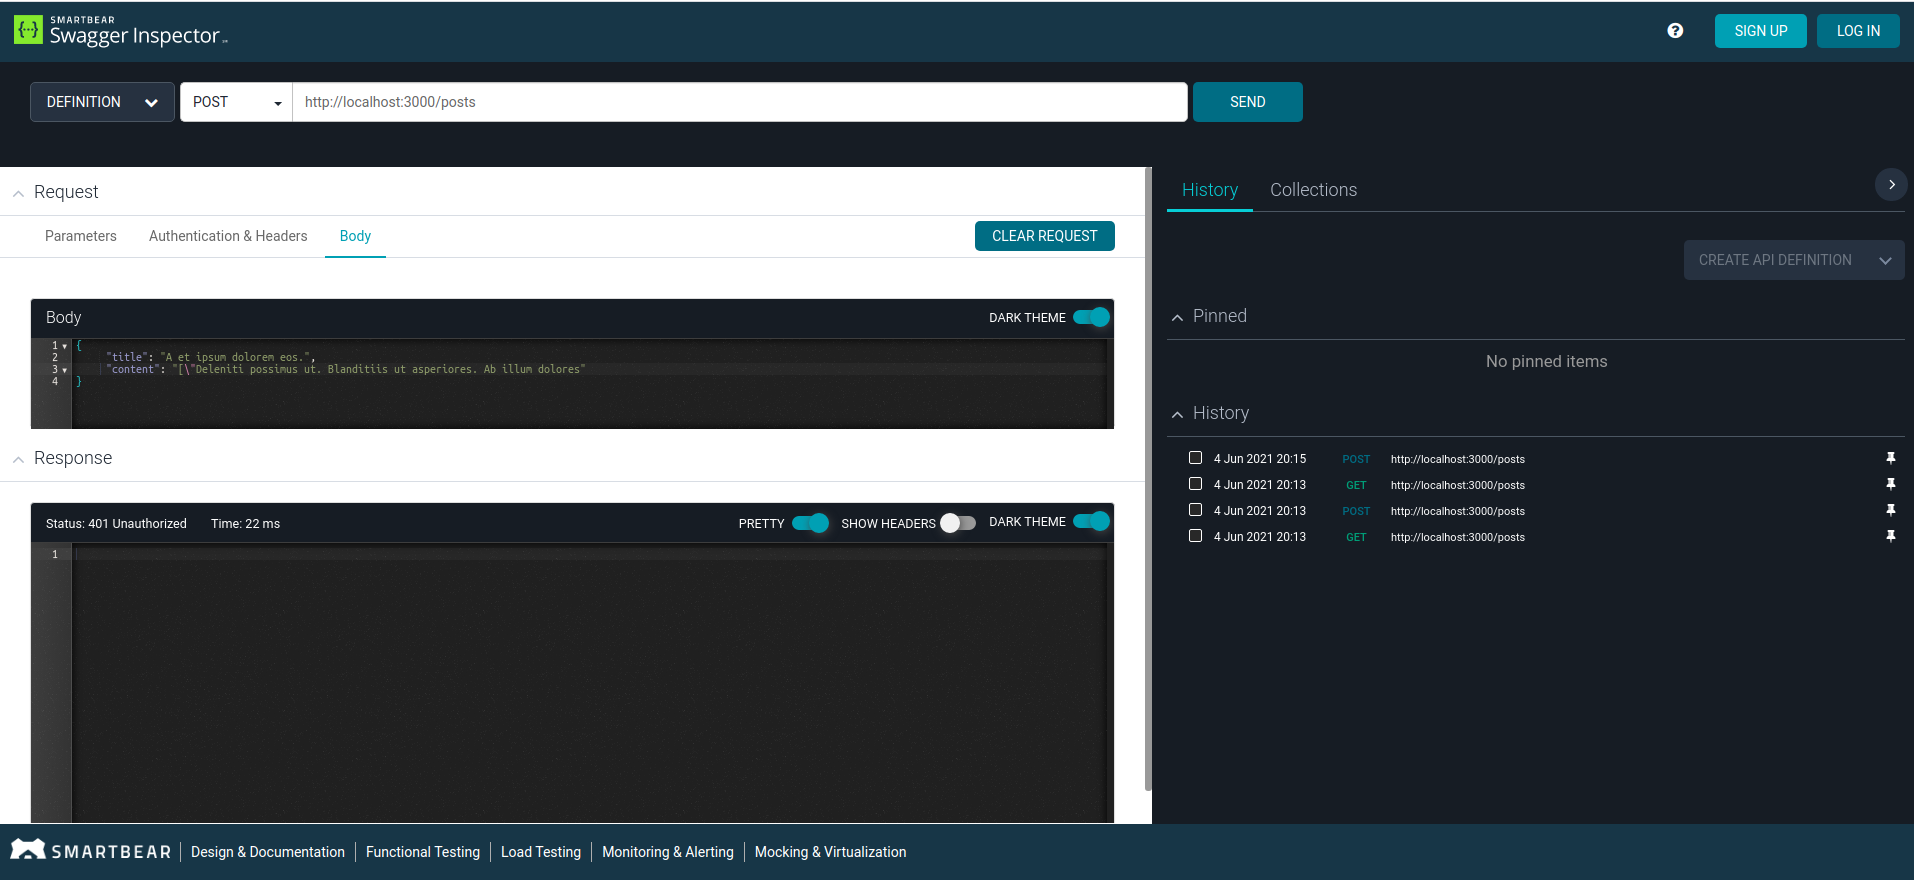 SMARTBEAR
Swagger Inspector
SIGN UP
LOG IN
DEFINITION
POST
http://localhost:3000/posts
SEND
Request
Parameters
Authentication & Headers
Body
CLEAR REQUEST
Body
DARK THEME
1 {
2 "title": "A et ipsum dolorem eos.",
3 "content": "[\"Deleniti possimus ut. Blanditiis ut asperiores. Ab illum dolores"
4 }
Response
Status: 401 Unauthorized Time: 22 ms
PRETTY
SHOW HEADERS
DARK THEME
1
History
Collections
CREATE API DEFINITION
Pinned
No pinned items
History
4 Jun 2021 20:15 POST http://localhost:3000/posts
4 Jun 2021 20:13 GET http://localhost:3000/posts
4 Jun 2021 20:13 POST http://localhost:3000/posts
4 Jun 2021 20:13 GET http://localhost:3000/posts
SMARTBEAR
Design & Documentation
Functional Testing
Load Testing
Monitoring & Alerting
Mocking & Virtualization